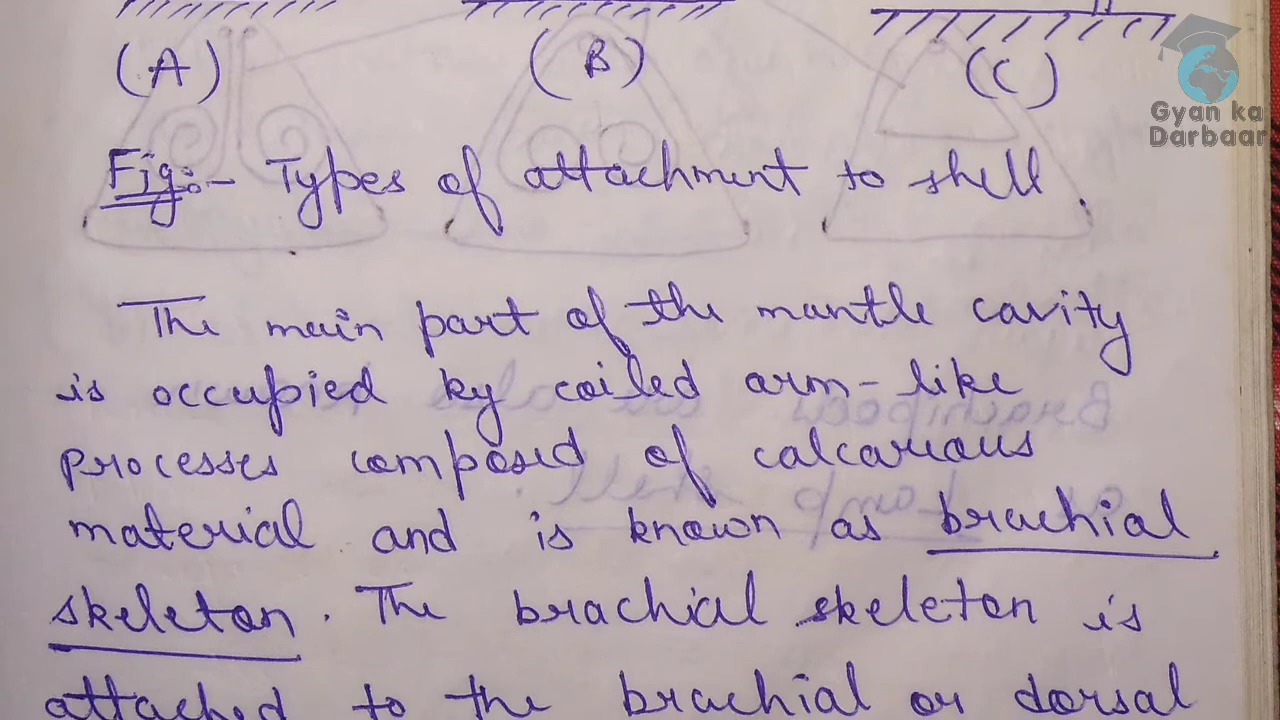 (A) (B) (C)
Gyan ka
Darbaar
Fig:- Types of attachment to shell.
The main part of the mantle cavity
is occupied by coiled arm-like
processes composed of calcarious
material and is known as brachial
skeleton. The brachial skeleton is
attached to the brachial or dorsal